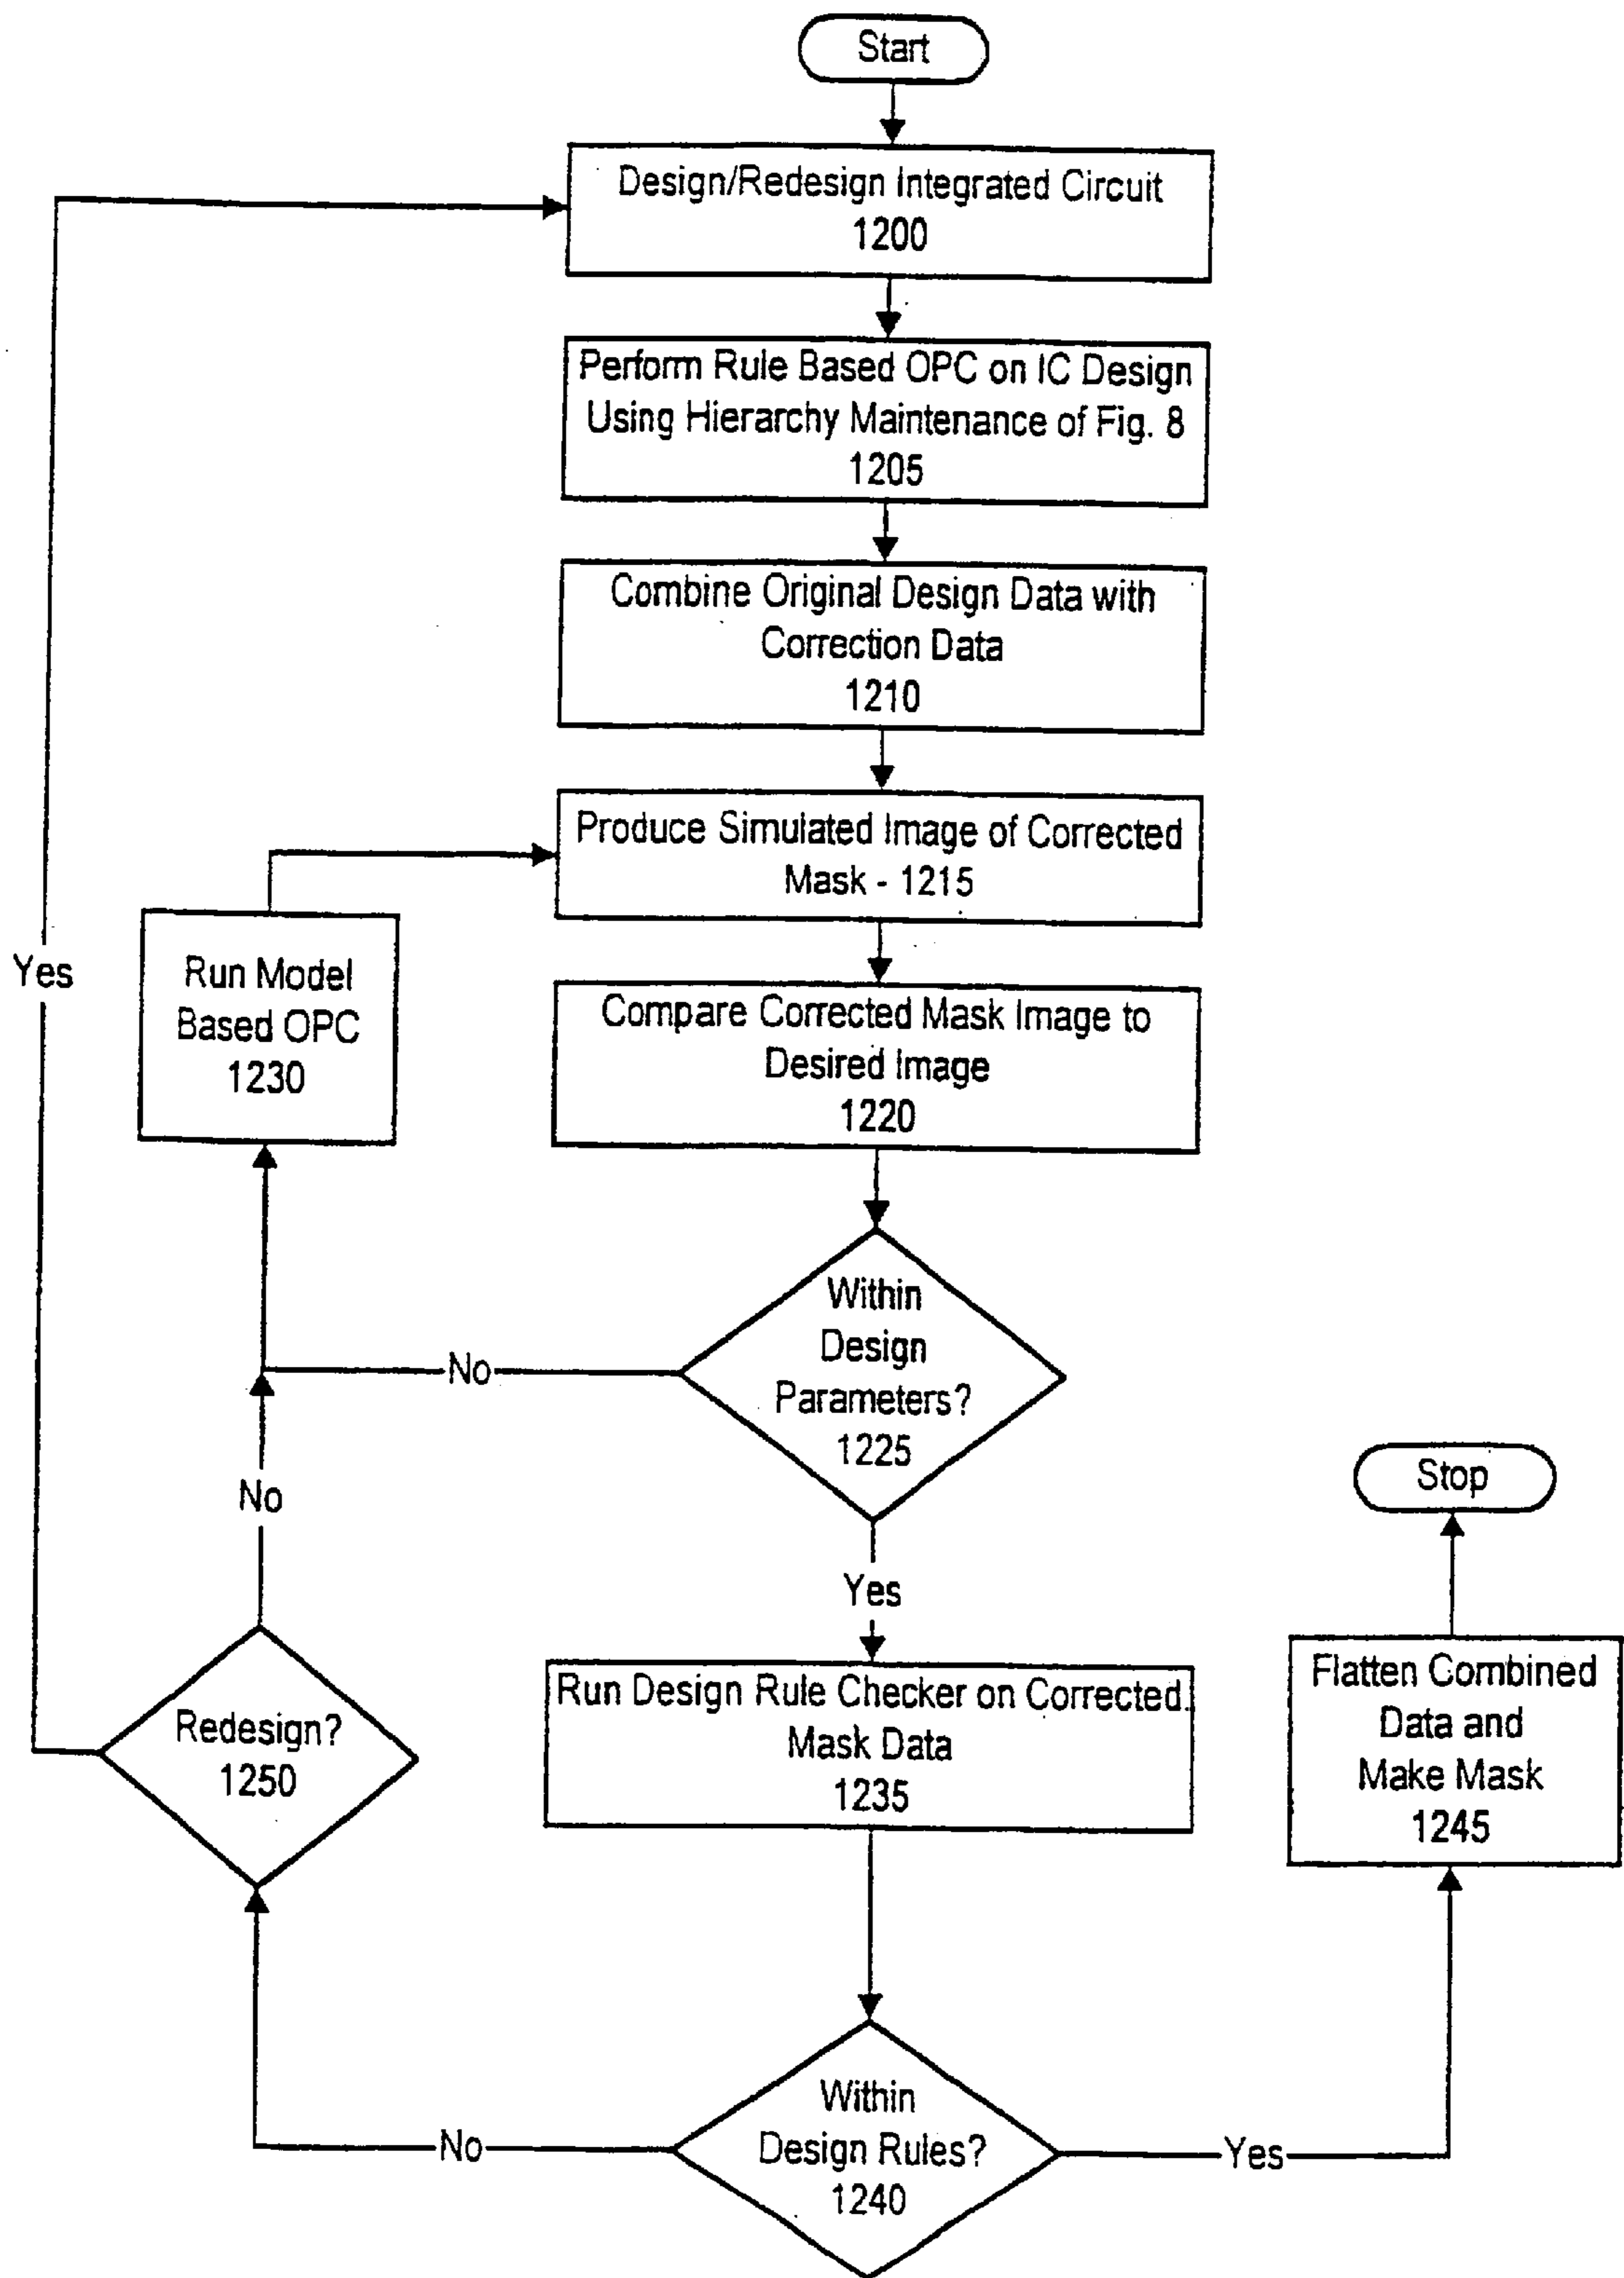 Start
Design/Redesign Integrated Circuit
1200
Perform Rule Based OPC on IC Design
Using Hierarchy Maintenance of Fig. 8
1205
Combine Original Design Data with
Correction Data
1210
Produce Simulated Image of Corrected
Mask - 1215
Run Model
Based OPC
1230
Yes
Compare Corrected Mask Image to
Desired Image
1220
Within
Design
Parameters?
1225
No
No
Yes
Stop
Redesign?
1250
Run Design Rule Checker on Corrected.
Mask Data
1235
Flatten Combined
Data and
Make Mask
1245
Within
Design Rules?
1240
No
Yes